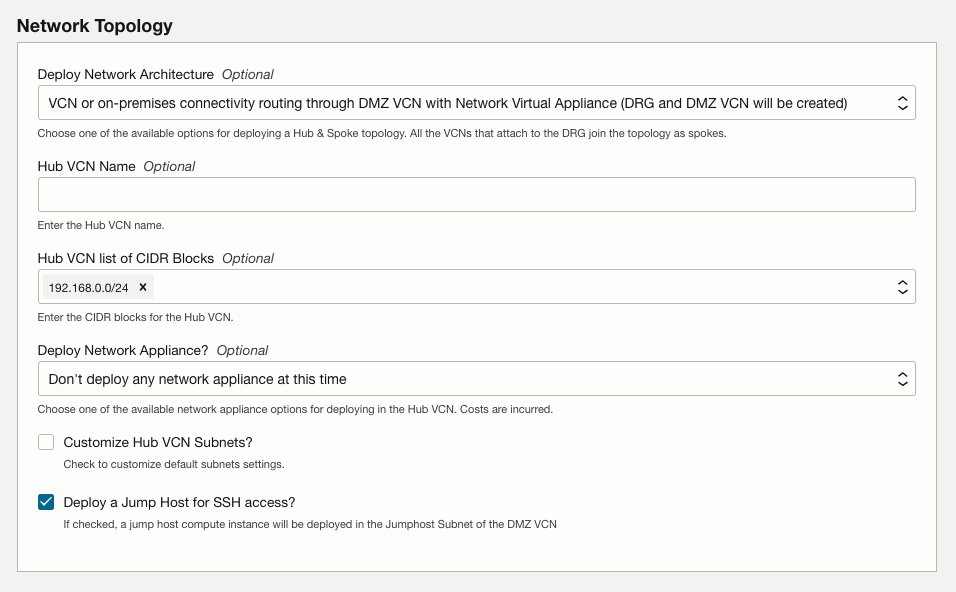 Network Topology
Deploy Network Architecture Optional
VCN or on-premises connectivity routing through DMZ VCN with Network Virtual Appliance (DRG and DMZ VCN will be created)
Choose one of the available options for deploying a Hub & Spoke topology. All the VCNs that attach to the DRG join the topology as spokes.
Hub VCN Name Optional
Enter the Hub VCN name.
Hub VCN list of CIDR Blocks Optional
192.168.0.0/24 x
Enter the CIDR blocks for the Hub VCN.
Deploy Network Appliance? Optional
Don't deploy any network appliance at this time
Choose one of the available network appliance options for deploying in the Hub VCN. Costs are incurred.
Customize Hub VCN Subnets?
Check to customize default subnets settings.
Deploy a Jump Host for SSH access?
If checked, a jump host compute instance will be deployed in the Jumphost Subnet of the DMZ VCN